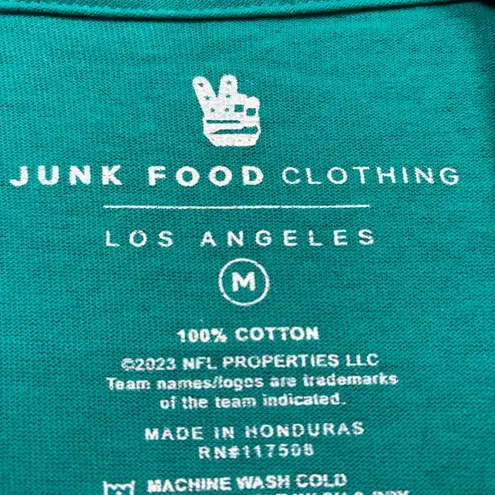 JUNK FOOD CLOTHING
LOS ANGELES
M
100% COTTON
©2023 NFL PROPERTIES LLC
Team names/logos are trademarks
of the team indicated.
MADE IN HONDURAS
RN#117508
MACHINE WASH COLD